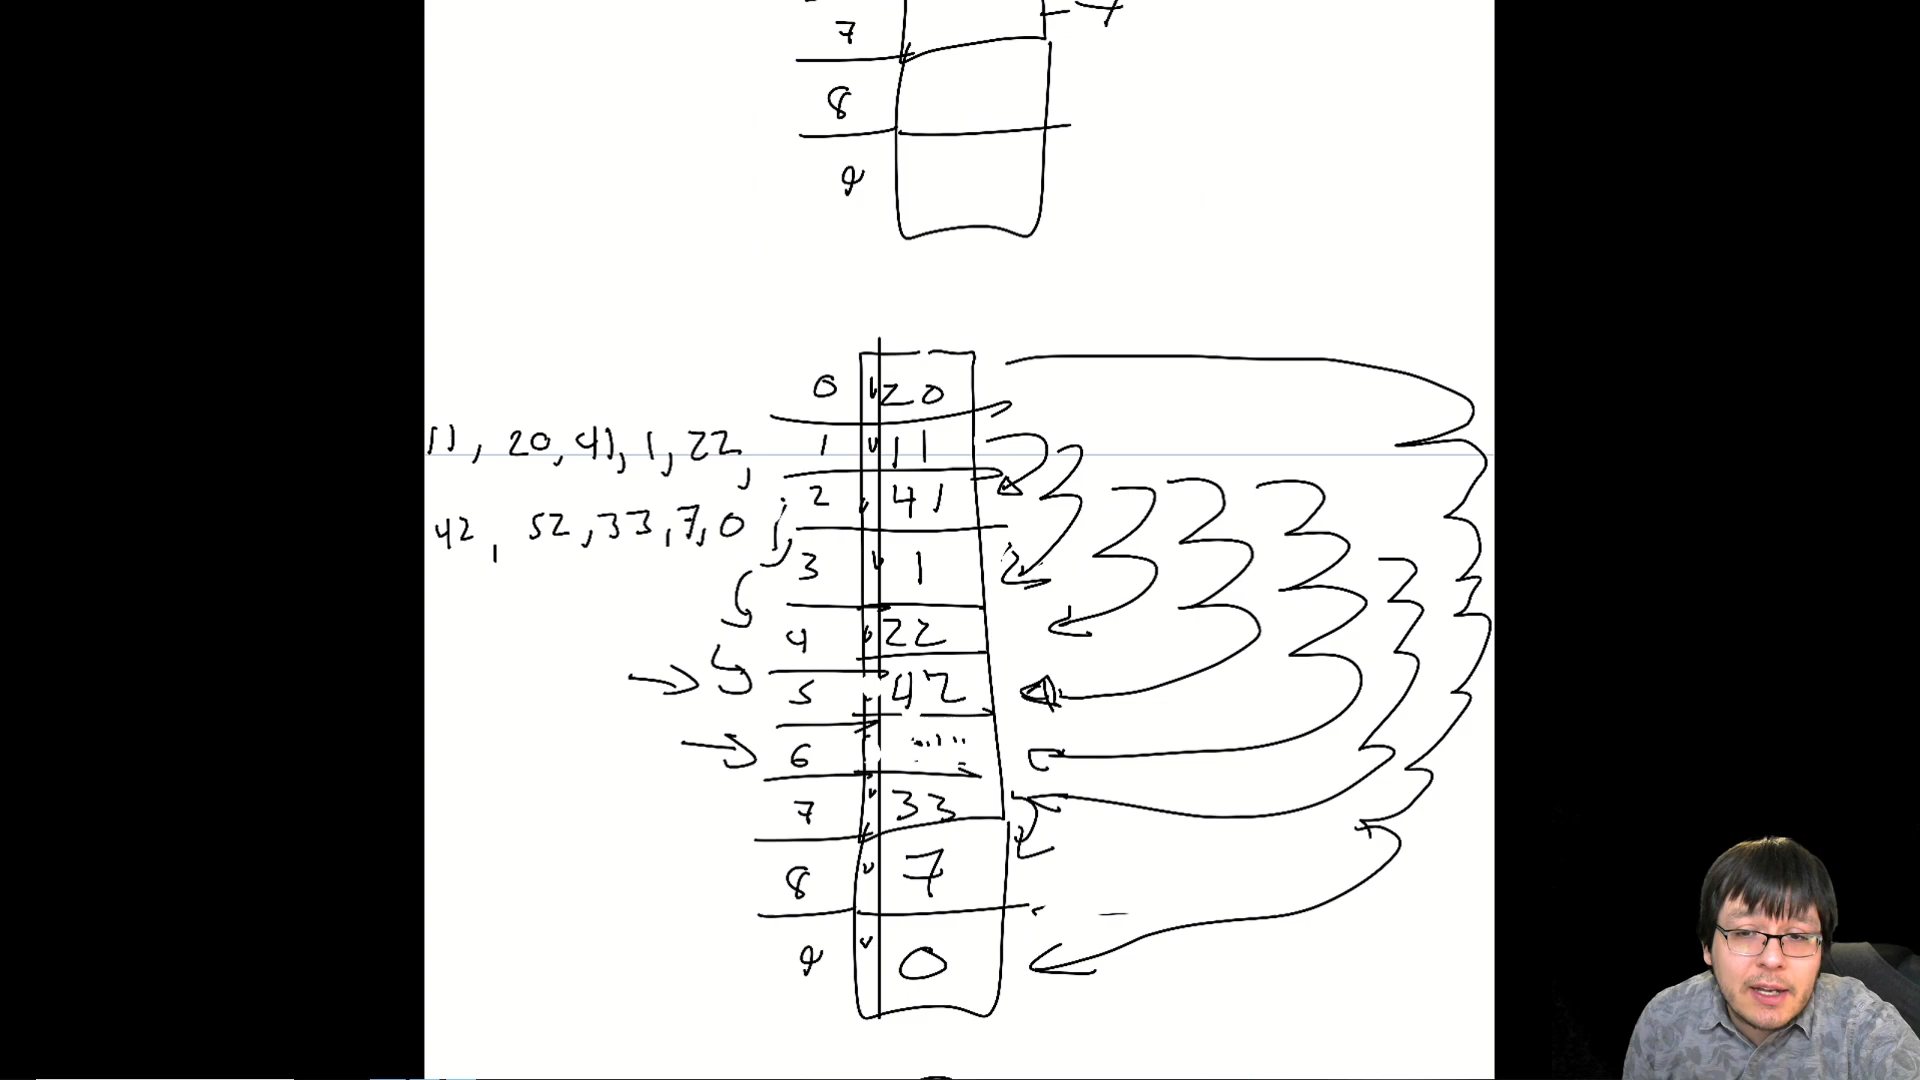 7
8
9
0 v 20
11, 20, 41, 1, 22,
1 v 11
2 41
42, 52, 33, 7, 0
3 v 1
4 22
5 42
6
7 v 33
8 v 7
9 v 0